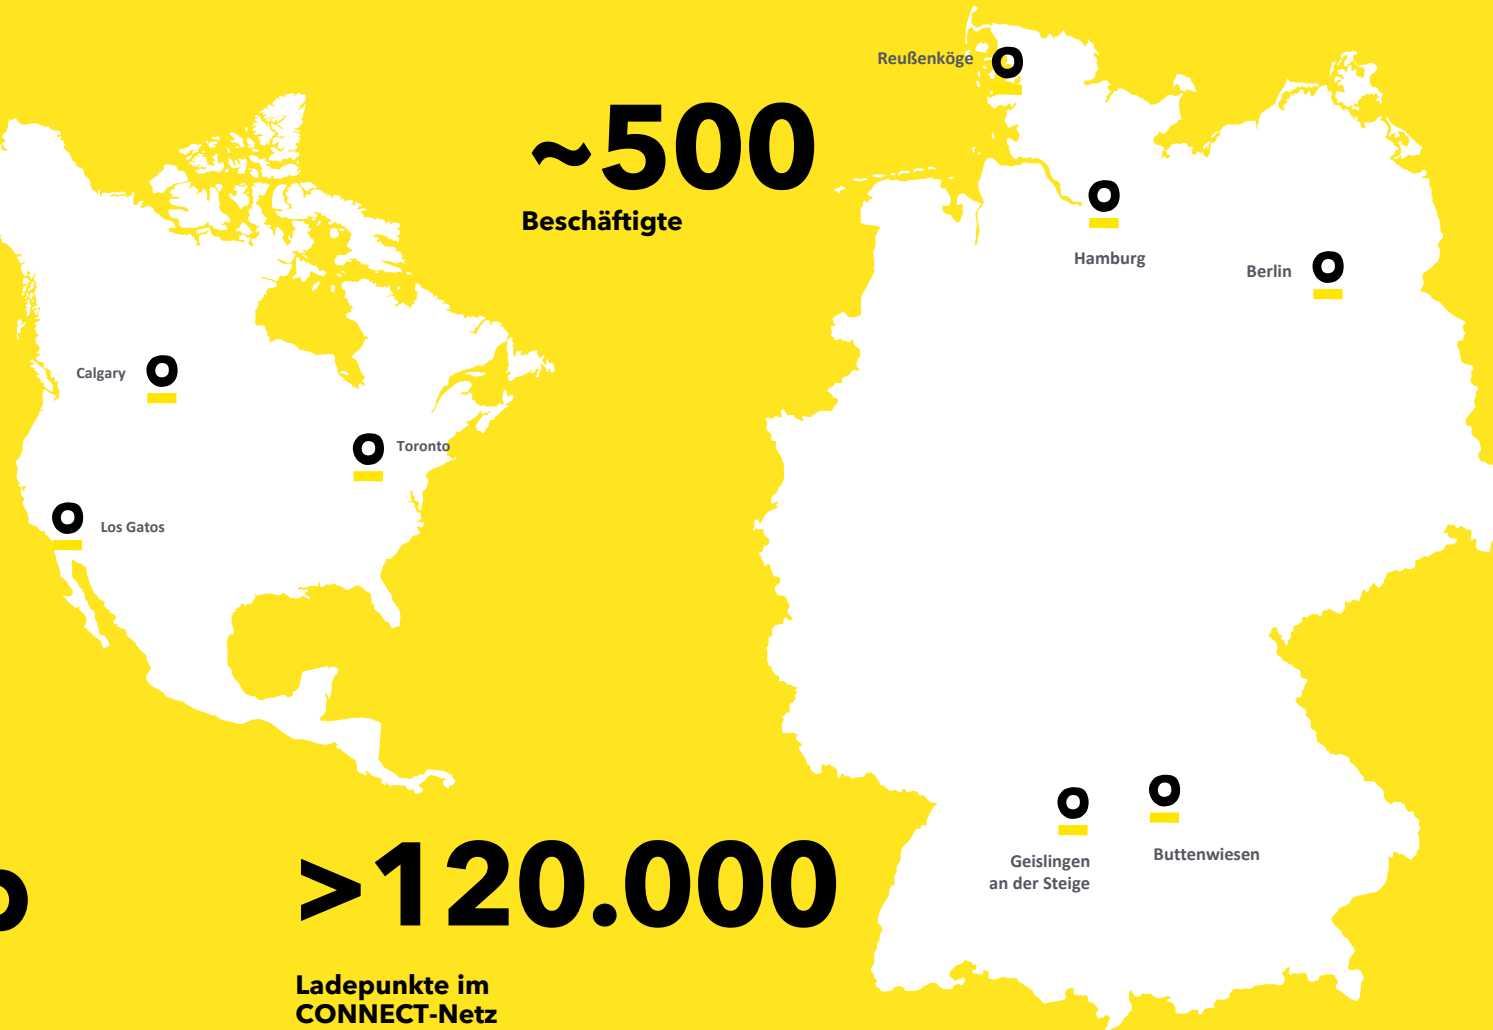 Reußenköge
~500
Beschäftigte
Hamburg
Berlin
Calgary
Toronto
Los Gatos
Geislingen
an der Steige
Buttenwiesen
>120.000
Ladepunkte im
CONNECT-Netz